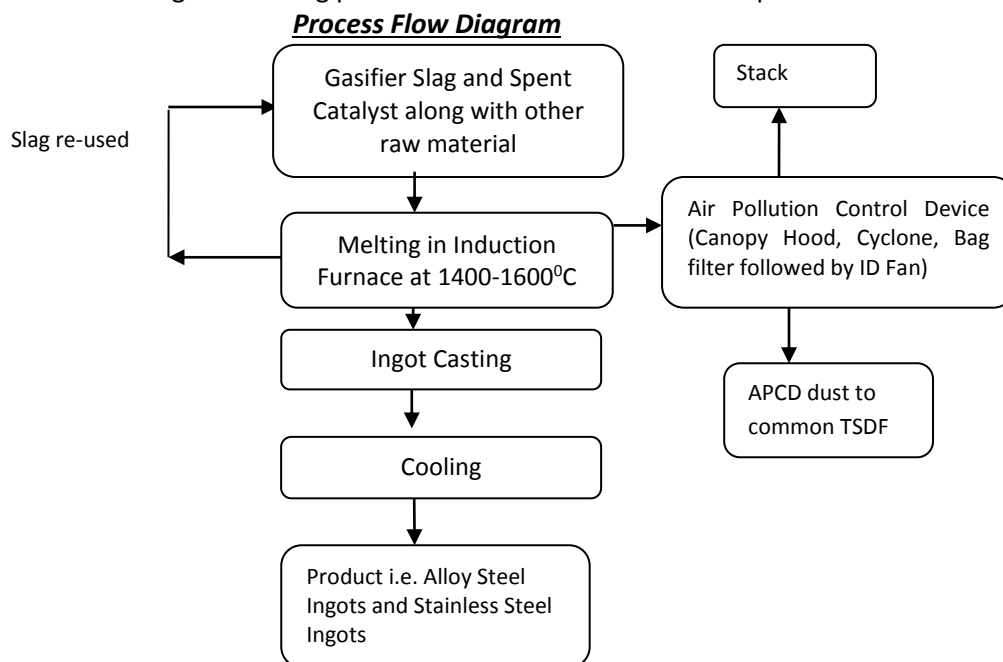 Process Flow Diagram
Gasifier Slag and Spent
Catalyst along with other
raw material
Stack
Slag re-used
Melting in Induction
Furnace at 1400-1600⁰C
Air Pollution Control Device
(Canopy Hood, Cyclone, Bag
filter followed by ID Fan)
Ingot Casting
APCD dust to
common TSDF
Cooling
Product i.e. Alloy Steel
Ingots and Stainless Steel
Ingots